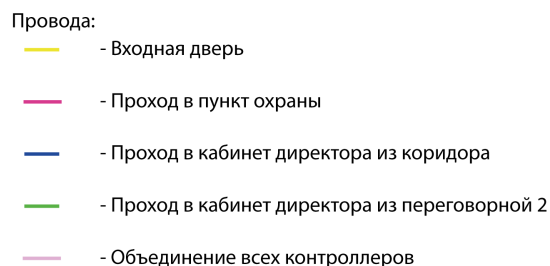 Провода:
- Входная дверь
- Проход в пункт охраны
- Проход в кабинет директора из коридора
- Проход в кабинет директора из переговорной 2
- Объединение всех контроллеров